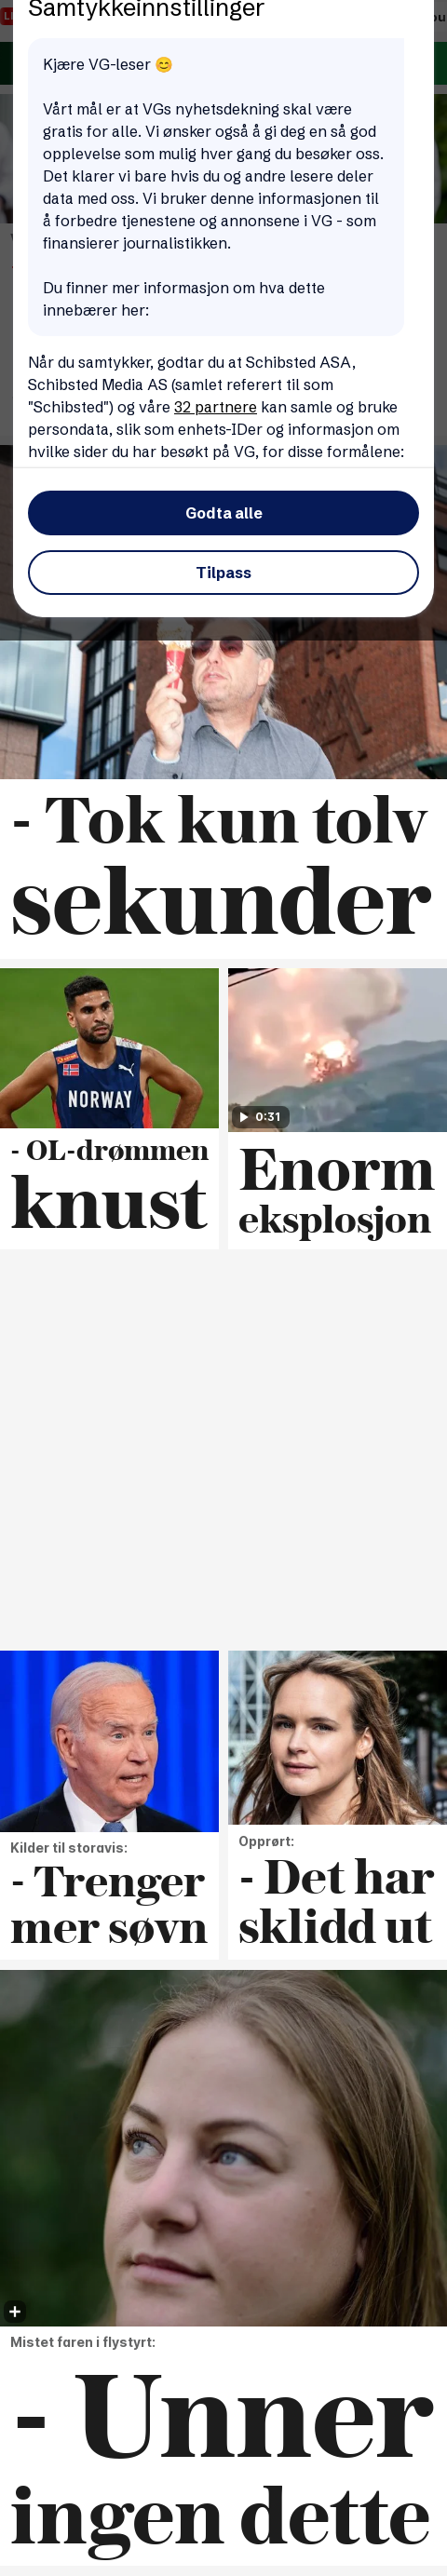 Samtykkeinnstillinger
Kjære VG-leser 😊
Vårt mål er at VGs nyhetsdekning skal være
gratis for alle. Vi ønsker også å gi deg en så god
opplevelse som mulig hver gang du besøker oss.
Det klarer vi bare hvis du og andre lesere deler
data med oss. Vi bruker denne informasjonen til
å forbedre tjenestene og annonsene i VG - som
finansierer journalistikken.
Du finner mer informasjon om hva dette
innebærer her:
Når du samtykker, godtar du at Schibsted ASA,
Schibsted Media AS (samlet referert til som
"Schibsted") og våre 32 partnere kan samle og bruke
persondata, slik som enhets-IDer og informasjon om
hvilke sider du har besøkt på VG, for disse formålene:
Godta alle
Tilpass
- Tok kun tolv
sekunder
NORWAY
0:31
- OL-drømmen
knust
Enorm
eksplosjon
Kilder til storavis:
- Trenger
mer søvn
Opprørt:
- Det har
sklidd ut
Mistet faren i flystyrt:
- Unner
ingen dette